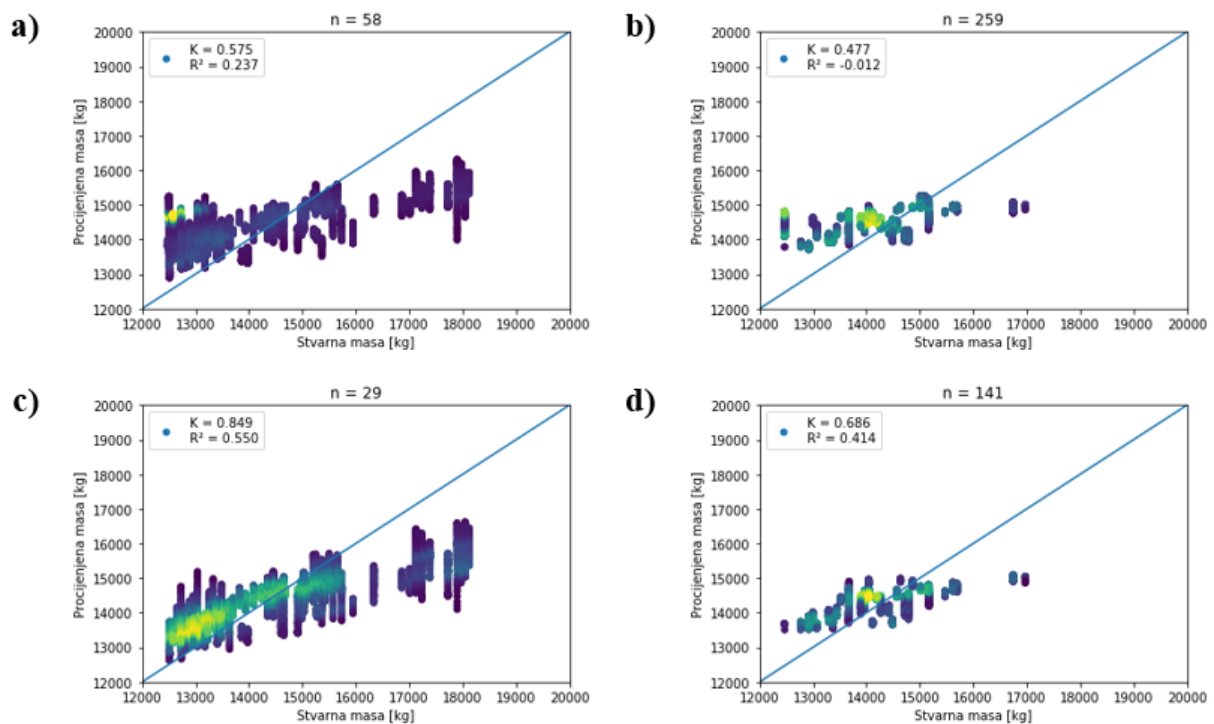 a)
n = 58
K = 0.575
R² = 0.237
20000
19000
18000
17000
16000
15000
14000
13000
12000
Procijenjena masa [kg]
12000 13000 14000 15000 16000 17000 18000 19000 20000
Stvarna masa [kg]
b)
n = 259
K = 0.477
R² = -0.012
20000
19000
18000
17000
16000
15000
14000
13000
12000
Procijenjena masa [kg]
12000 13000 14000 15000 16000 17000 18000 19000 20000
Stvarna masa [kg]
c)
n = 29
K = 0.849
R² = 0.550
20000
19000
18000
17000
16000
15000
14000
13000
12000
Procijenjena masa [kg]
12000 13000 14000 15000 16000 17000 18000 19000 20000
Stvarna masa [kg]
d)
n = 141
K = 0.686
R² = 0.414
20000
19000
18000
17000
16000
15000
14000
13000
12000
Procijenjena masa [kg]
12000 13000 14000 15000 16000 17000 18000 19000 20000
Stvarna masa [kg]